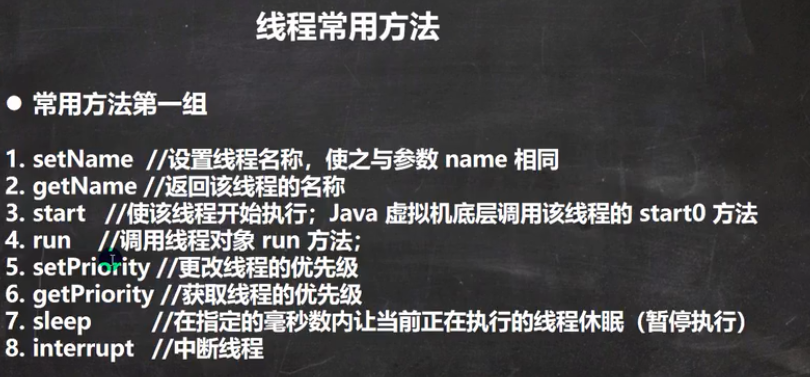 线程常用方法
● 常用方法第一组
1. setName //设置线程名称，使之与参数 name 相同
2. getName //返回该线程的名称
3. start //使该线程开始执行；Java 虚拟机底层调用该线程的 start0 方法
4. run //调用线程对象 run 方法；
5. setPriority //更改线程的优先级
6. getPriority //获取线程的优先级
7. sleep //在指定的毫秒数内让当前正在执行的线程休眠（暂停执行）
8. interrupt //中断线程